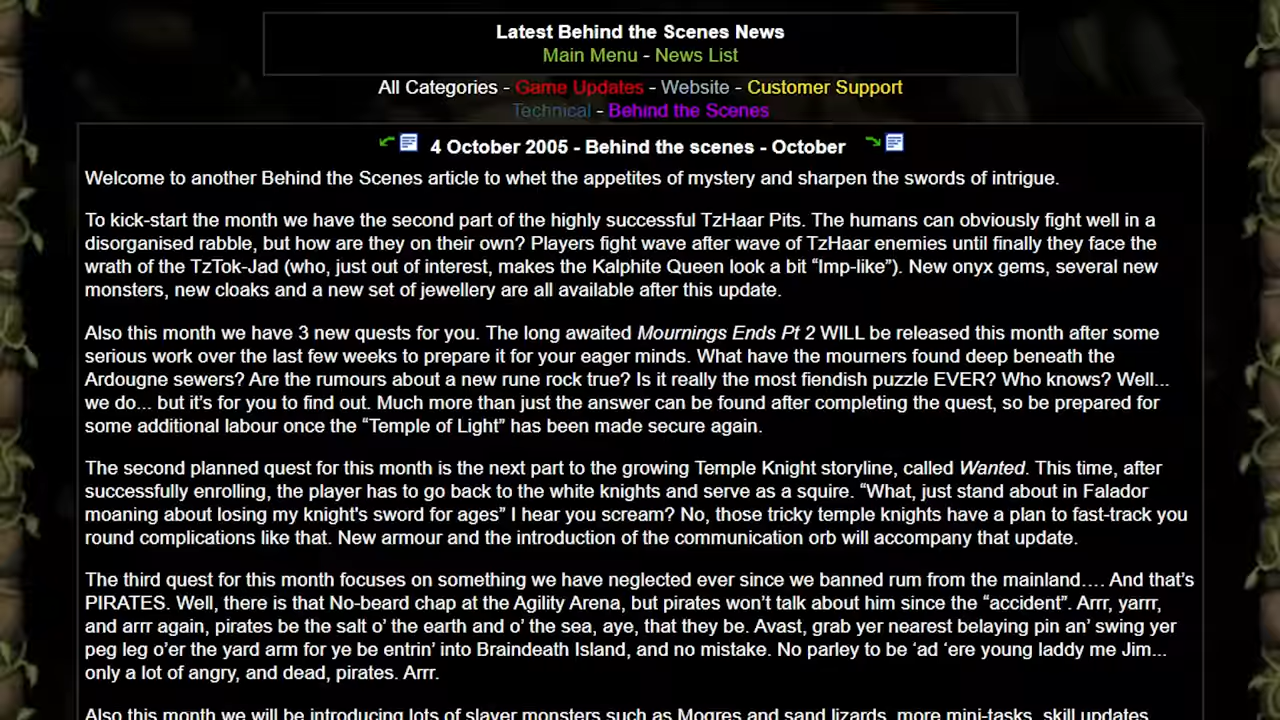 Latest Behind the Scenes News
Main Menu - News List
All Categories - Game Updates - Website - Customer Support
Technical - Behind the Scenes
4 October 2005 - Behind the scenes - October
Welcome to another Behind the Scenes article to whet the appetites of mystery and sharpen the swords of intrigue.
To kick-start the month we have the second part of the highly successful TzHaar Pits. The humans can obviously fight well in a
disorganised rabble, but how are they on their own? Players fight wave after wave of TzHaar enemies until finally they face the
wrath of the TzTok-Jad (who, just out of interest, makes the Kalphite Queen look a bit “Imp-like”). New onyx gems, several new
monsters, new cloaks and a new set of jewellery are all available after this update.
Also this month we have 3 new quests for you. The long awaited Mournings Ends Pt 2 WILL be released this month after some
serious work over the last few weeks to prepare it for your eager minds. What have the mourners found deep beneath the
Ardougne sewers? Are the rumours about a new rune rock true? Is it really the most fiendish puzzle EVER? Who knows? Well...
we do... but it’s for you to find out. Much more than just the answer can be found after completing the quest, so be prepared for
some additional labour once the “Temple of Light” has been made secure again.
The second planned quest for this month is the next part to the growing Temple Knight storyline, called Wanted. This time, after
successfully enrolling, the player has to go back to the white knights and serve as a squire. “What, just stand about in Falador
moaning about losing my knight's sword for ages” I hear you scream? No, those tricky temple knights have a plan to fast-track you
round complications like that. New armour and the introduction of the communication orb will accompany that update.
The third quest for this month focuses on something we have neglected ever since we banned rum from the mainland…. And that’s
PIRATES. Well, there is that No-beard chap at the Agility Arena, but pirates won’t talk about him since the “accident”. Arrr, yarrr,
and arrr again, pirates be the salt o’ the earth and o’ the sea, aye, that they be. Avast, grab yer nearest belaying pin an’ swing yer
peg leg o’er the yard arm for ye be entrin’ into Braindeath Island, and no mistake. No parley to be ‘ad ‘ere young laddy me Jim...
only a lot of angry, and dead, pirates. Arrr.
Also this month we will be introducing lots of slayer monsters such as Mogres and sand lizards, more mini-tasks, skill updates